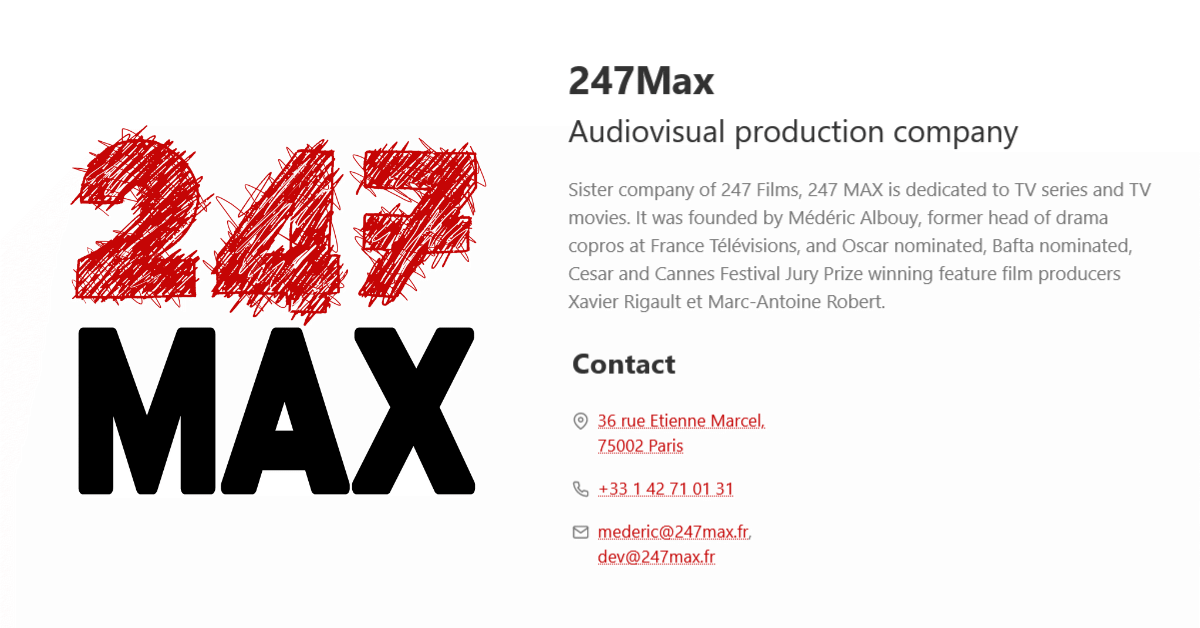 247
MAX
247Max
Audiovisual production company
Sister company of 247 Films, 247 MAX is dedicated to TV series and TV
movies. It was founded by Médéric Albouy, former head of drama
copros at France Télévisions, and Oscar nominated, Bafta nominated,
Cesar and Cannes Festival Jury Prize winning feature film producers
Xavier Rigault et Marc-Antoine Robert.
Contact
36 rue Etienne Marcel,
75002 Paris
+33 1 42 71 01 31
mederic@247max.fr,
dev@247max.fr